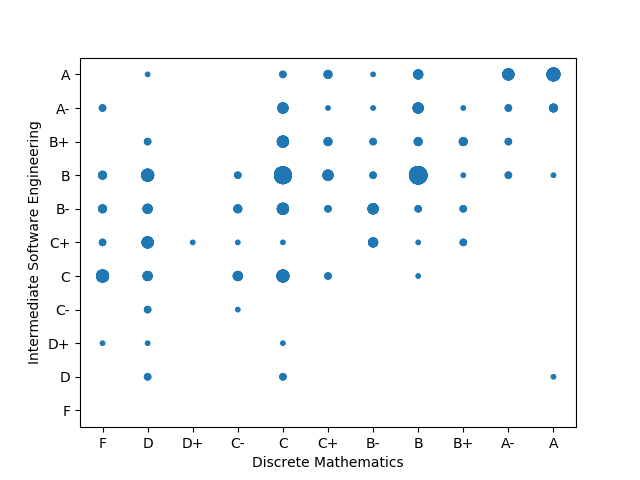 Intermediate Software Engineering
A
A-
B+
B
B-
C+
C
C-
D+
D
F
F D D+ C- C C+ B- B B+ A- A
Discrete Mathematics